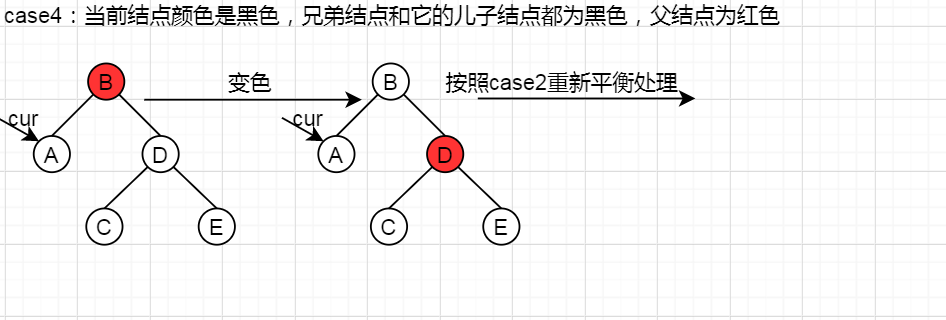 case4：当前结点颜色是黑色，兄弟结点和它的儿子结点都为黑色，父结点为红色
B 变色 B 按照case2重新平衡处理
cur cur
A D A D
C E C E